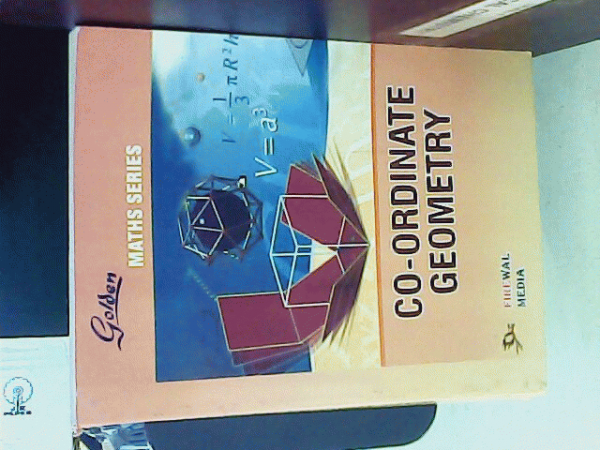 Golden
MATHS SERIES
V = 1/3 πR²h
V = a³
CO-ORDINATE
GEOMETRY
FIREWAL
MEDIA